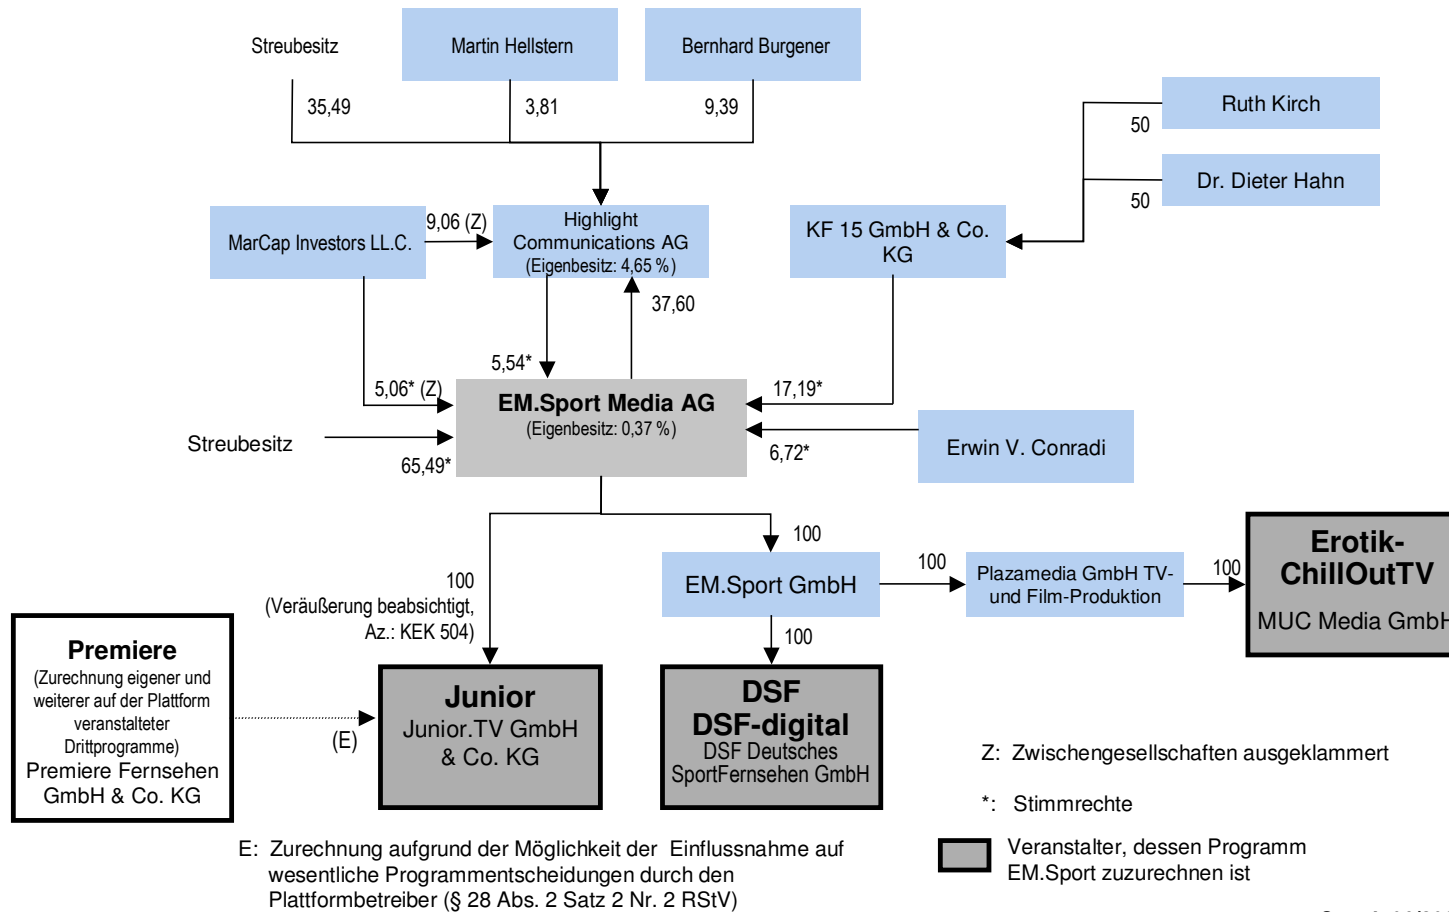 Streubesitz
Martin Hellstern
Bernhard Burgener
35,49
3,81
9,39
Ruth Kirch
50
Dr. Dieter Hahn
50
MarCap Investors LL.C.
9,06 (Z)
Highlight
Communications AG
(Eigenbesitz: 4,65 %)
KF 15 GmbH & Co.
KG
37,60
5,54*
5,06* (Z)
EM.Sport Media AG
(Eigenbesitz: 0,37 %)
17,19*
Streubesitz
65,49*
6,72*
Erwin V. Conradi
100
(Veräußerung beabsichtigt,
Az.: KEK 504)
100
EM.Sport GmbH
100
Plazamedia GmbH TV-
und Film-Produktion
100
Erotik-
ChillOutTV
MUC Media GmbH
100
Premiere
(Zurechnung eigener und
weiterer auf der Plattform
veranstalteter
Drittprogramme)
Premiere Fernsehen
GmbH & Co. KG
(E)
Junior
Junior.TV GmbH
& Co. KG
DSF
DSF-digital
DSF Deutsches
SportFernsehen GmbH
Z: Zwischengesellschaften ausgeklammert
*: Stimmrechte
Veranstalter, dessen Programm
EM.Sport zuzurechnen ist
E: Zurechnung aufgrund der Möglichkeit der Einflussnahme auf
wesentliche Programmentscheidungen durch den
Plattformbetreiber (§ 28 Abs. 2 Satz 2 Nr. 2 RStV)